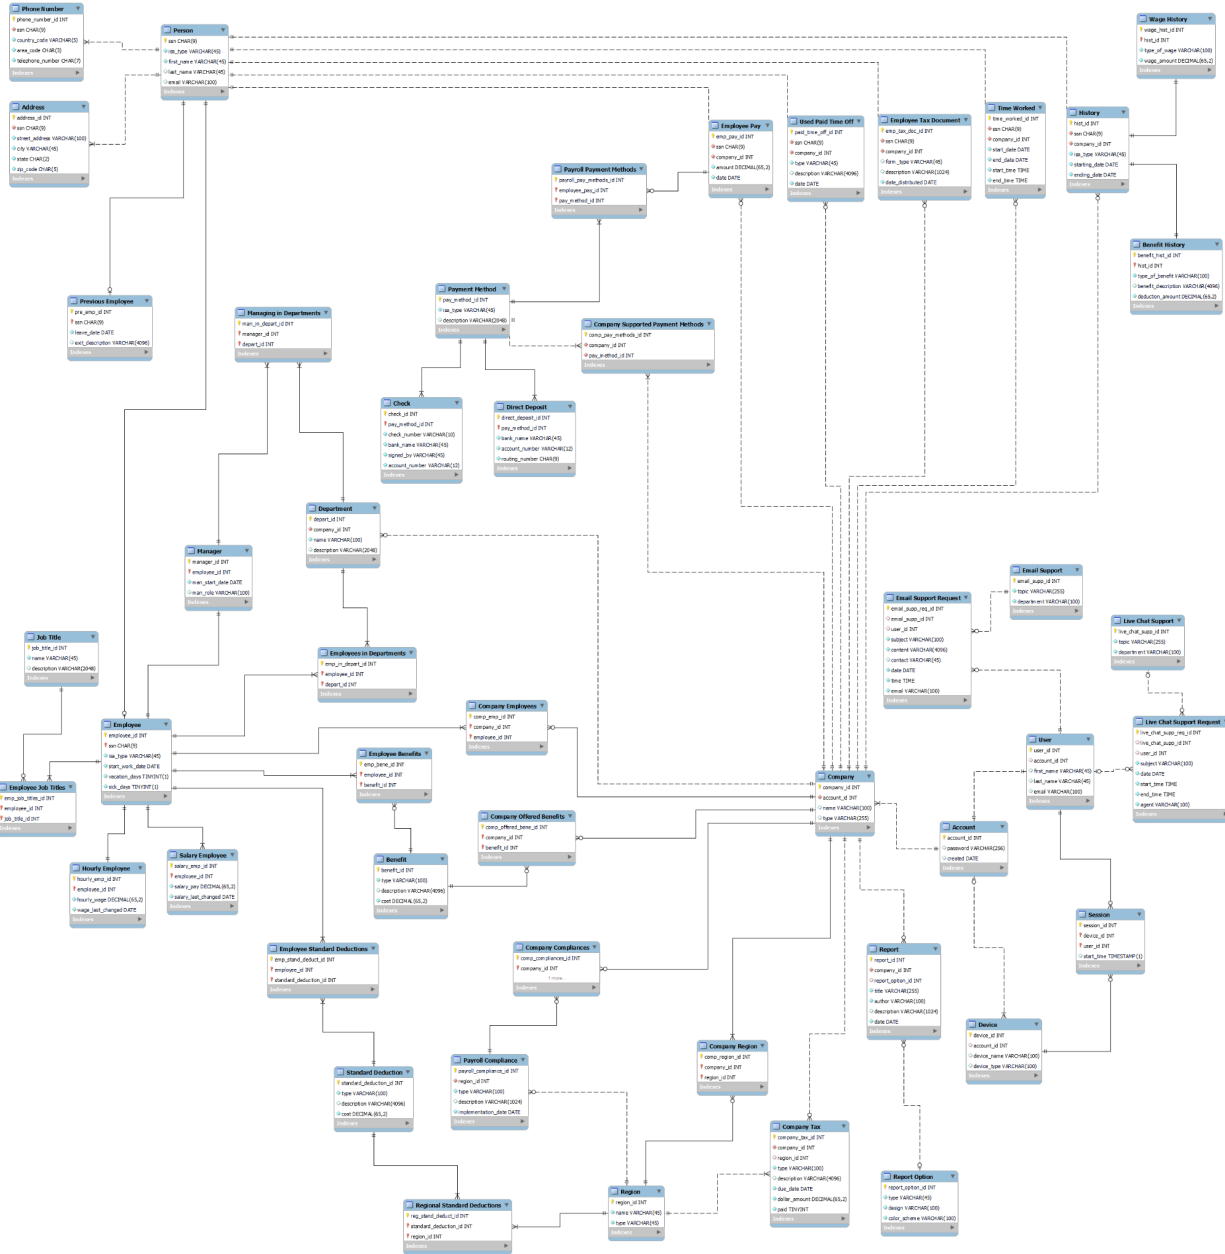 Phone Number
phone_number_id INT
ssn CHAR(9)
country_code VARCHAR(5)
area_code CHAR(3)
telephone_number CHAR(7)
Indexes
Person
ssn CHAR(9)
isa_type VARCHAR(45)
first_name VARCHAR(45)
last_name VARCHAR(45)
email VARCHAR(100)
Indexes
Wage History
wage_hist_id INT
hist_id INT
type_of_wage VARCHAR(100)
wage_amount DECIMAL(65,2)
Indexes
Address
address_id INT
ssn CHAR(9)
street_address VARCHAR(100)
city VARCHAR(45)
state CHAR(2)
zip_code CHAR(5)
Indexes
Employee Pay
emp_pay_id INT
ssn CHAR(9)
company_id INT
amount DECIMAL(65,2)
date DATE
Indexes
Used Paid Time Off
paid_time_off_id INT
ssn CHAR(9)
company_id INT
type VARCHAR(45)
description VARCHAR(4096)
date DATE
Indexes
Employee Tax Document
emp_tax_doc_id INT
ssn CHAR(9)
company_id INT
form_type VARCHAR(45)
description VARCHAR(1024)
date_distributed DATE
Indexes
Time Worked
time_worked_id INT
ssn CHAR(9)
company_id INT
start_date DATE
end_date DATE
start_time TIME
end_time TIME
Indexes
History
hist_id INT
ssn CHAR(9)
company_id INT
isa_type VARCHAR(45)
starting_date DATE
ending_date DATE
Indexes
Payroll Payment Methods
payroll_pay_methods_id INT
employee_pay_id INT
pay_method_id INT
Indexes
Benefit History
benefit_hist_id INT
hist_id INT
type_of_benefit VARCHAR(100)
benefit_description VARCHAR(4096)
deduction_amount DECIMAL(65,2)
Indexes
Previous Employee
pre_emp_id INT
ssn CHAR(9)
leave_date DATE
exit_description VARCHAR(4096)
Indexes
Managing in Departments
man_in_depart_id INT
manager_id INT
depart_id INT
Indexes
Payment Method
pay_method_id INT
isa_type VARCHAR(45)
description VARCHAR(2048)
Indexes
Company Supported Payment Methods
comp_pay_methods_id INT
company_id INT
pay_method_id INT
Indexes
Check
check_id INT
pay_method_id INT
check_number VARCHAR(10)
bank_name VARCHAR(45)
signed_by VARCHAR(45)
account_number VARCHAR(12)
Indexes
Direct Deposit
direct_deposit_id INT
pay_method_id INT
bank_name VARCHAR(45)
account_number VARCHAR(12)
routing_number CHAR(9)
Indexes
Department
depart_id INT
company_id INT
name VARCHAR(100)
description VARCHAR(2048)
Indexes
Manager
manager_id INT
employee_id INT
man_start_date DATE
man_role VARCHAR(100)
Indexes
Email Support
email_supp_id INT
topic VARCHAR(255)
department VARCHAR(100)
Indexes
Email Support Request
email_supp_req_id INT
email_supp_id INT
user_id INT
subject VARCHAR(100)
content VARCHAR(4096)
contact VARCHAR(45)
date DATE
time TIME
email VARCHAR(100)
Indexes
Live Chat Support
live_chat_supp_id INT
topic VARCHAR(255)
department VARCHAR(100)
Indexes
Job Title
job_title_id INT
name VARCHAR(45)
description VARCHAR(2048)
Indexes
Employees in Departments
emp_in_depart_id INT
employee_id INT
depart_id INT
Indexes
Company Employees
comp_emp_id INT
company_id INT
employee_id INT
Indexes
Employee
employee_id INT
ssn CHAR(9)
isa_type VARCHAR(45)
start_work_date DATE
vacation_days TINYINT(1)
sick_days TINYINT(1)
Indexes
Employee Benefits
emp_bene_id INT
employee_id INT
benefit_id INT
Indexes
Live Chat Support Request
live_chat_supp_req_id INT
live_chat_supp_id INT
user_id INT
subject VARCHAR(100)
date DATE
start_time TIME
end_time TIME
agent VARCHAR(100)
Indexes
User
user_id INT
account_id INT
first_name VARCHAR(45)
last_name VARCHAR(45)
email VARCHAR(100)
Indexes
Company
company_id INT
account_id INT
name VARCHAR(100)
type VARCHAR(255)
Indexes
Employee Job Titles
emp_job_titles_id INT
employee_id INT
job_title_id INT
Indexes
Company Offered Benefits
comp_offered_bene_id INT
company_id INT
benefit_id INT
Indexes
Account
account_id INT
password VARCHAR(256)
created DATE
Indexes
Hourly Employee
hourly_emp_id INT
employee_id INT
hourly_wage DECIMAL(65,2)
wage_last_changed DATE
Indexes
Salary Employee
salary_emp_id INT
employee_id INT
salary_pay DECIMAL(65,2)
salary_last_changed DATE
Indexes
Benefit
benefit_id INT
type VARCHAR(100)
description VARCHAR(4096)
cost DECIMAL(65,2)
Indexes
Session
session_id INT
device_id INT
user_id INT
start_time TIMESTAMP(1)
Indexes
Employee Standard Deductions
emp_stand_deduct_id INT
employee_id INT
standard_deduction_id INT
Indexes
Company Compliances
comp_compliances_id INT
company_id INT
1 more...
Indexes
Report
report_id INT
company_id INT
report_option_id INT
title VARCHAR(255)
author VARCHAR(100)
description VARCHAR(1024)
date DATE
Indexes
Device
device_id INT
account_id INT
device_name VARCHAR(100)
device_type VARCHAR(100)
Indexes
Company Region
comp_region_id INT
company_id INT
region_id INT
Indexes
Payroll Compliance
payroll_compliance_id INT
region_id INT
type VARCHAR(100)
description VARCHAR(1024)
implementation_date DATE
Indexes
Standard Deduction
standard_deduction_id INT
type VARCHAR(100)
description VARCHAR(4096)
cost DECIMAL(65,2)
Indexes
Company Tax
company_tax_id INT
company_id INT
region_id INT
type VARCHAR(100)
description VARCHAR(4096)
due_date DATE
dollar_amount DECIMAL(65,2)
paid TINYINT
Indexes
Report Option
report_option_id INT
type VARCHAR(45)
design VARCHAR(100)
color_scheme VARCHAR(100)
Indexes
Region
region_id INT
name VARCHAR(45)
type VARCHAR(45)
Indexes
Regional Standard Deductions
reg_stand_deduct_id INT
standard_deduction_id INT
region_id INT
Indexes